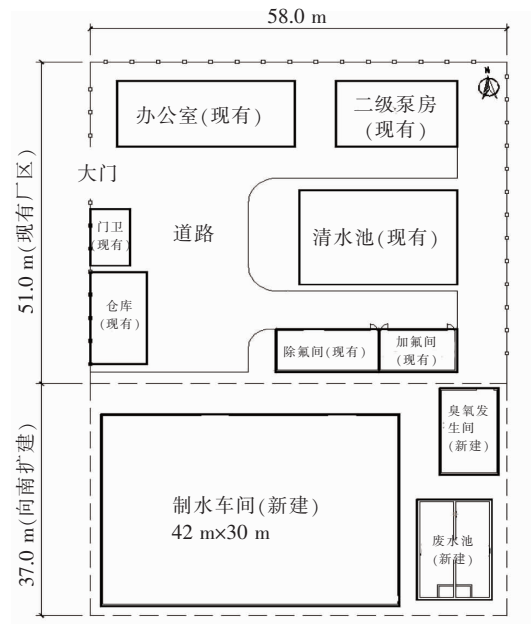 58.0 m
N
办公室(现有)
二级泵房
(现有)
51.0 m(现有厂区)
大门
门卫
(现有)
道路
清水池(现有)
仓库
(现有)
除氟间(现有)
加氟间
(现有)
臭氧发
生间
(新建)
37.0 m(向南扩建)
制水车间(新建)
42 m×30 m
废水池
(新建)